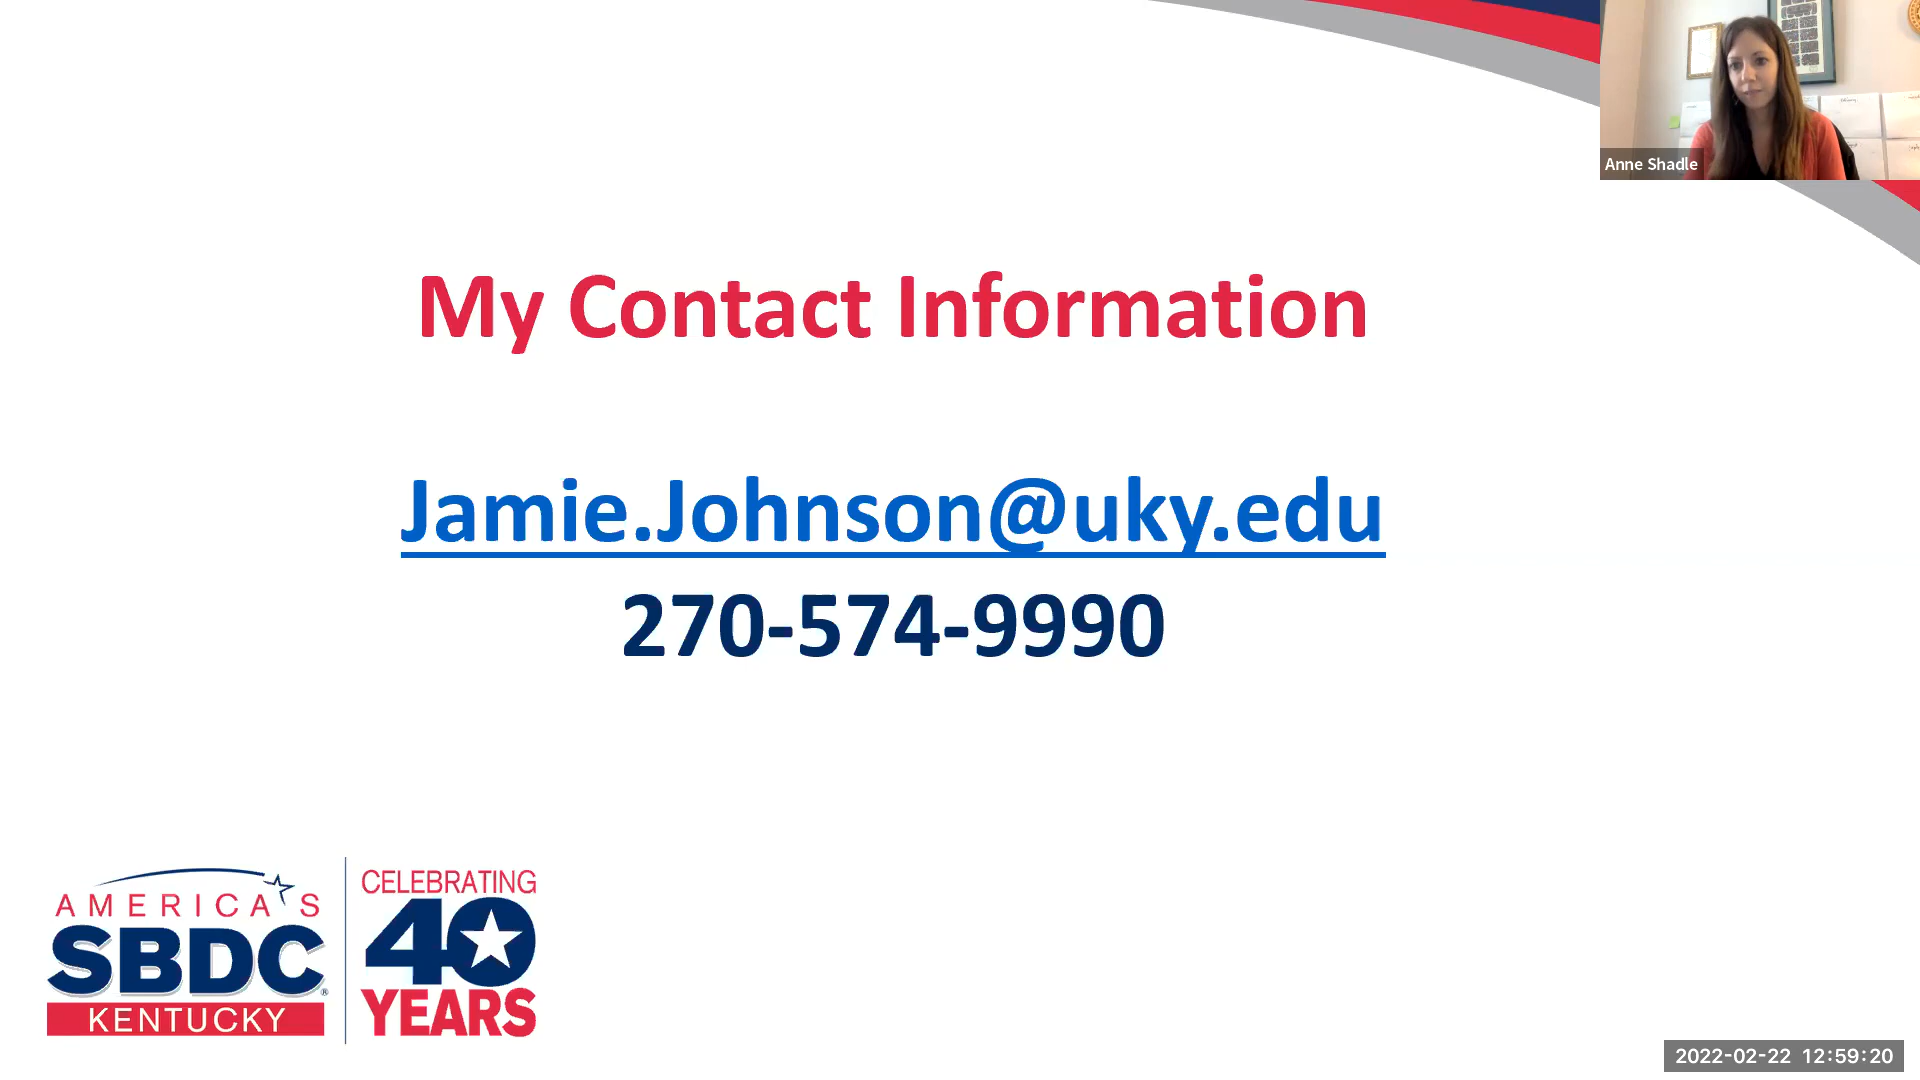 Anne Shadle
My Contact Information
Jamie.Johnson@uky.edu
270-574-9990
AMERICA'S
SBDC®
KENTUCKY
CELEBRATING
40
YEARS
2022-02-22 12:59:20